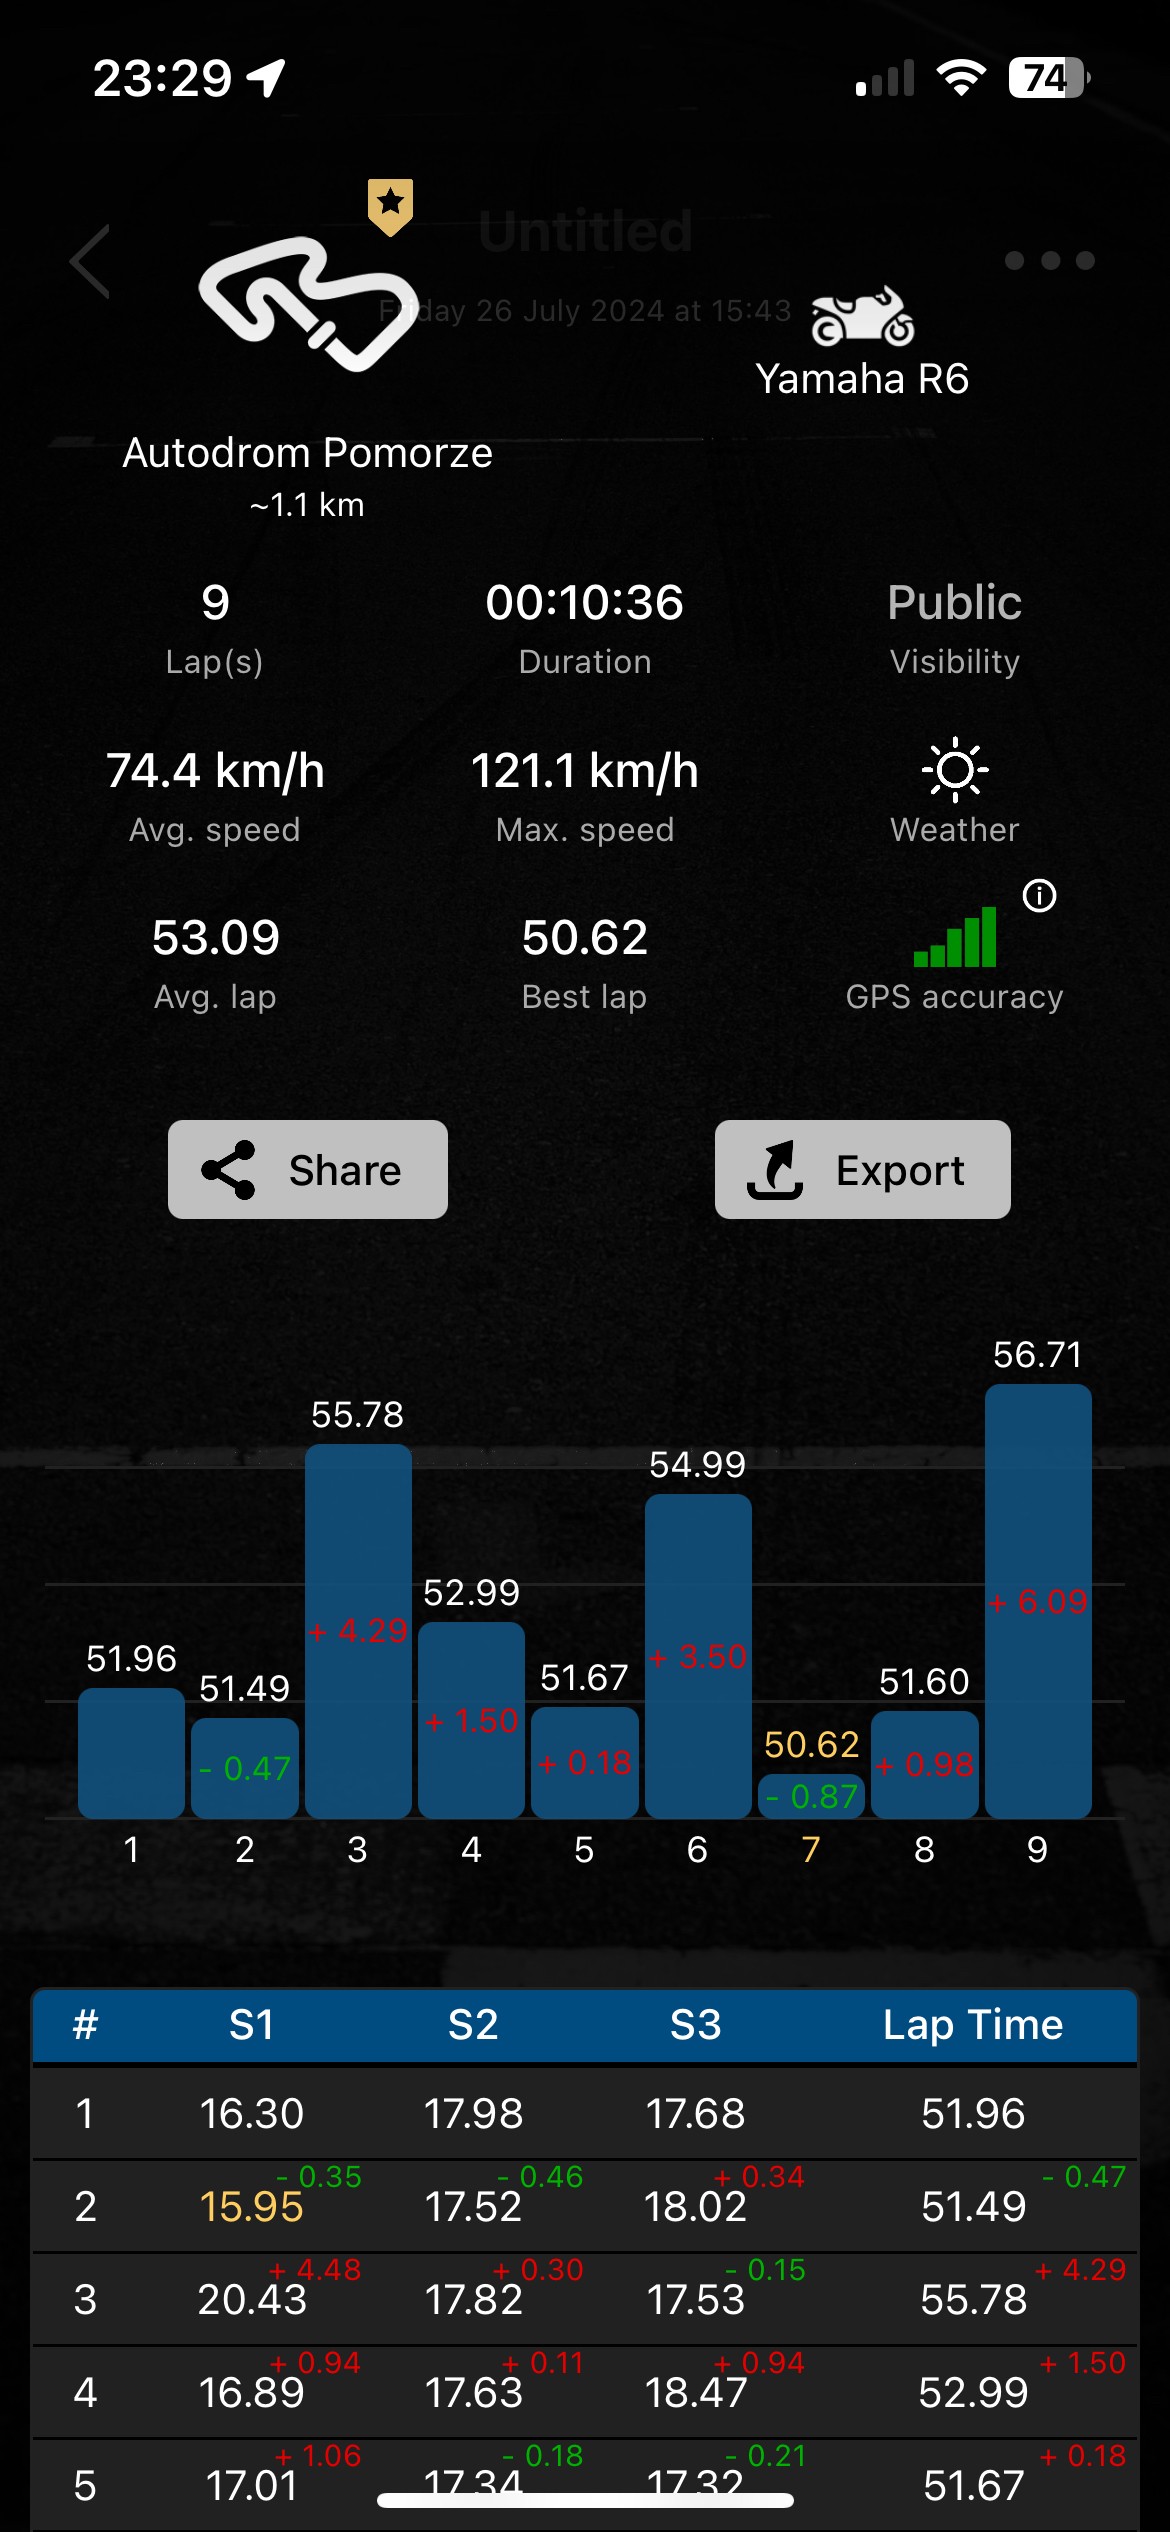 23:29
74
Untitled
Friday 26 July 2024 at 15:43
Yamaha R6
Autodrom Pomorze
~1.1 km
9 00:10:36 Public
Lap(s) Duration Visibility
74.4 km/h 121.1 km/h
Avg. speed Max. speed Weather
53.09 50.62
Avg. lap Best lap GPS accuracy
Share Export
51.96 51.49 55.78 52.99 51.67 54.99 50.62 51.60 56.71
- 0.47 + 4.29 + 1.50 + 0.18 + 3.50 - 0.87 + 0.98 + 6.09
1 2 3 4 5 6 7 8 9
# S1 S2 S3 Lap Time
1 16.30 17.98 17.68 51.96
- 0.35 - 0.46 + 0.34 - 0.47
2 15.95 17.52 18.02 51.49
+ 4.48 + 0.30 - 0.15 + 4.29
3 20.43 17.82 17.53 55.78
+ 0.94 + 0.11 + 0.94 + 1.50
4 16.89 17.63 18.47 52.99
+ 1.06 - 0.18 - 0.21 + 0.18
5 17.01 17.34 17.32 51.67